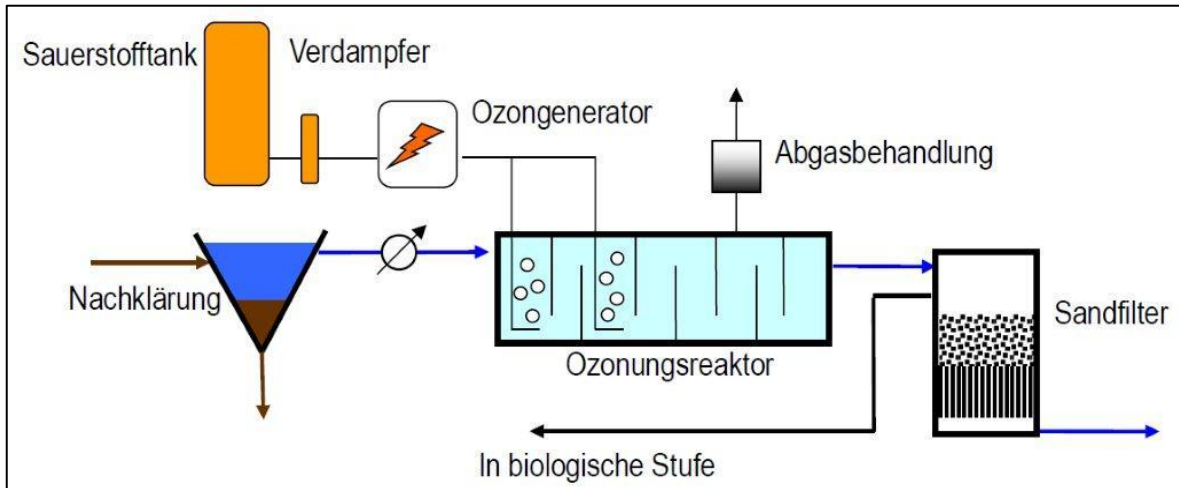 Sauerstofftank
Verdampfer
Ozongenerator
Abgasbehandlung
Nachklärung
Ozonungsreaktor
Sandfilter
In biologische Stufe